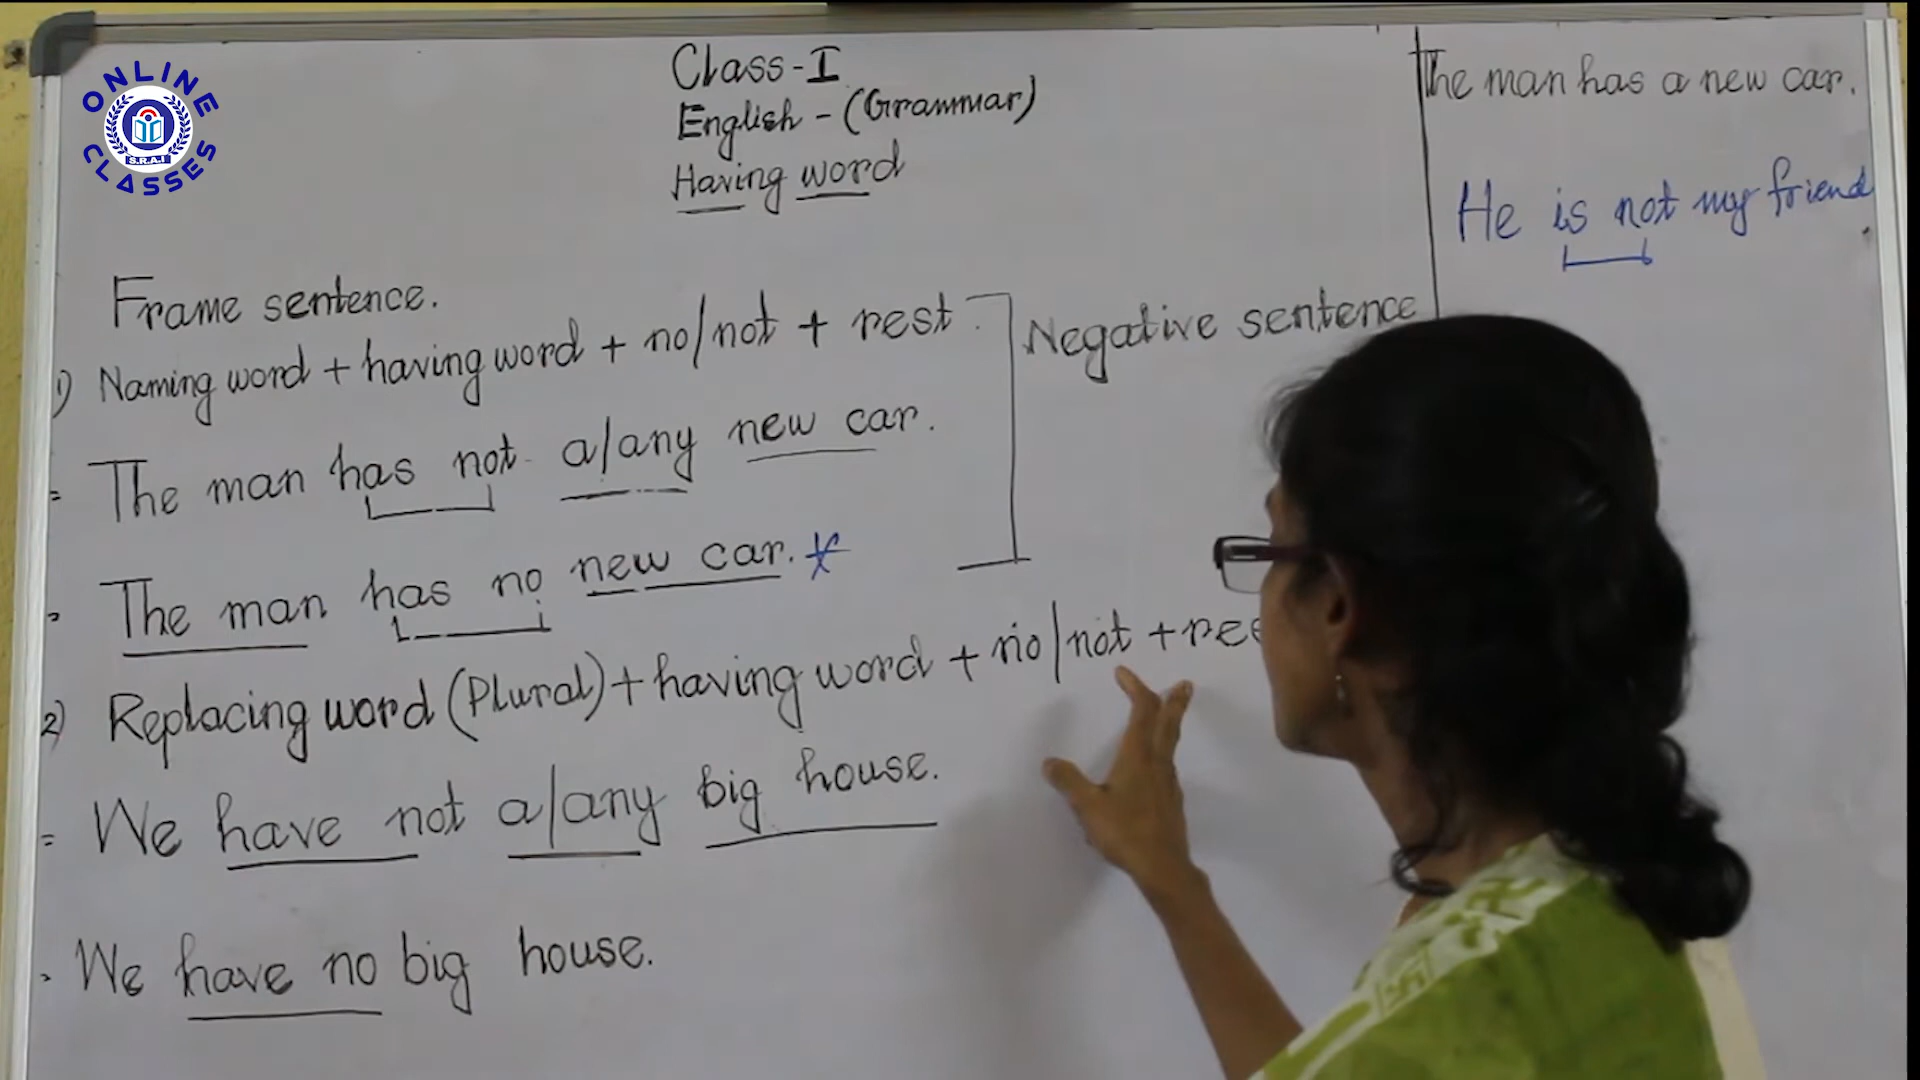 ONLINE CLASSES
S.R.A.I
Class-I
English - (Grammar)
Having word
Frame sentence.
1) Naming word + having word + no/not + rest.
= The man has not a/any new car.
The man has no new car.
Negative sentence
2) Replacing word (Plural) + having word + no/not +
= We have not a/any big house.
We have no big house.
The man has a new car.
He is not my friend